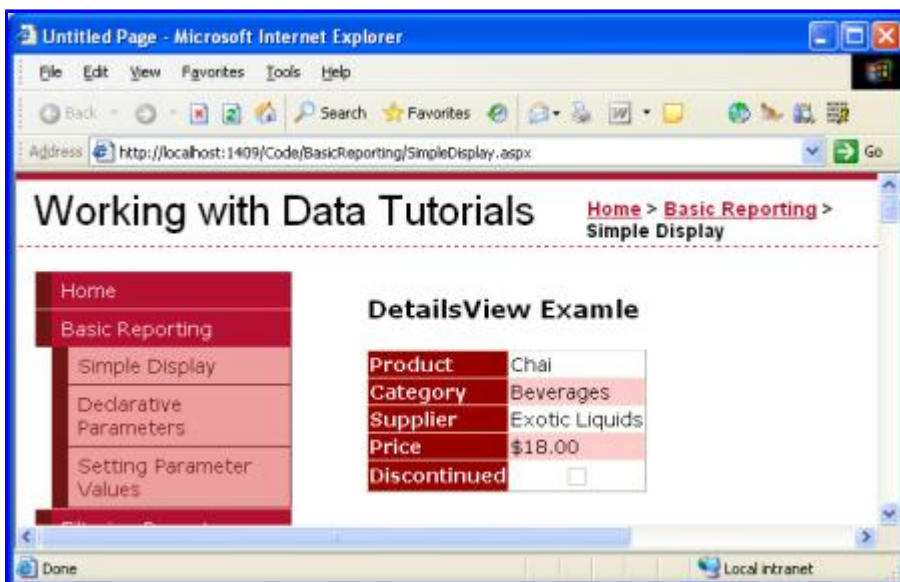 Untitled Page - Microsoft Internet Explorer
File Edit View Favorites Tools Help
Back Search Favorites
Address http://localhost:1409/Code/BasicReporting/SimpleDisplay.aspx Go
Working with Data Tutorials
Home > Basic Reporting >
Simple Display
Home
Basic Reporting
Simple Display
Declarative
Parameters
Setting Parameter
Values
DetailsView Examle
Product Chai
Category Beverages
Supplier Exotic Liquids
Price $18.00
Discontinued
Done Local intranet